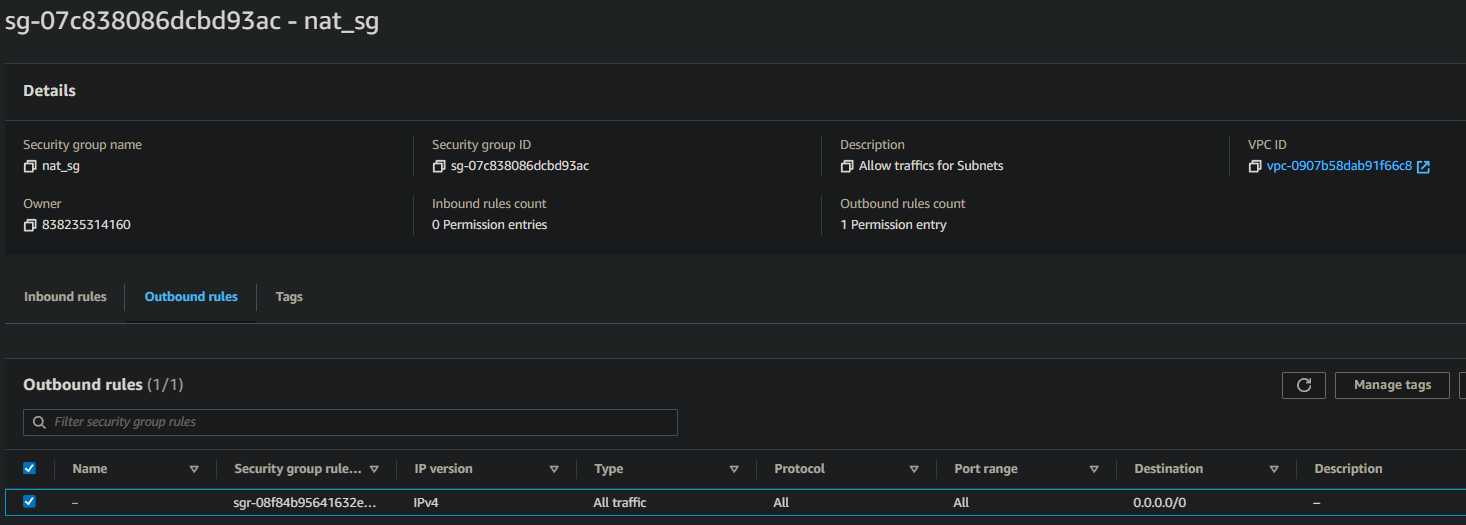 sg-07c838086dcbd93ac - nat_sg
Details
Security group name
nat_sg
Security group ID
sg-07c838086dcbd93ac
Description
Allow traffics for Subnets
VPC ID
vpc-0907b58dab91f66c8
Owner
838235314160
Inbound rules count
0 Permission entries
Outbound rules count
1 Permission entry
Inbound rules Outbound rules Tags
Outbound rules (1/1)
Manage tags
Filter security group rules
Name Security group rule... IP version Type Protocol Port range Destination Description
– sgr-08f84b95641632e... IPv4 All traffic All All 0.0.0.0/0 –